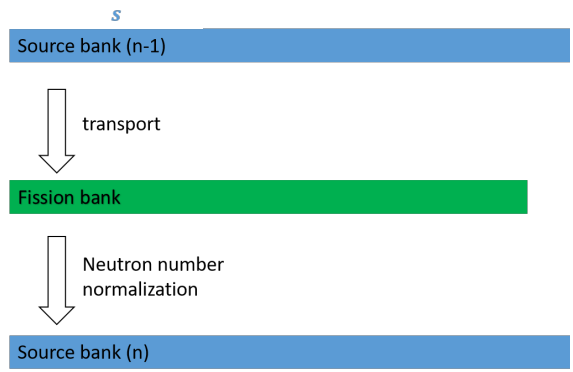 s
Source bank (n-1)
transport
Fission bank
Neutron number
normalization
Source bank (n)